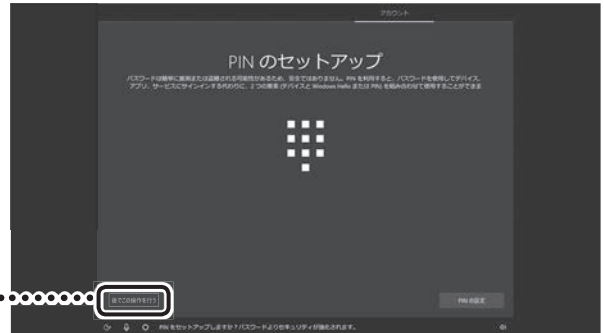 アカウント
PIN のセットアップ
パスワードは簡単に推測または盗難される可能性があるため、安全ではありません。PIN を利用すると、パスワードを使用してデバイス、
アプリ、サービスにサインインする代わりに、2 つの要素 (デバイスと Windows Hello または PIN) を組み合わせて使用することができま
後でこの操作を行う
PIN の設定
PIN をセットアップしますか? パスワードよりセキュリティが強化されます。